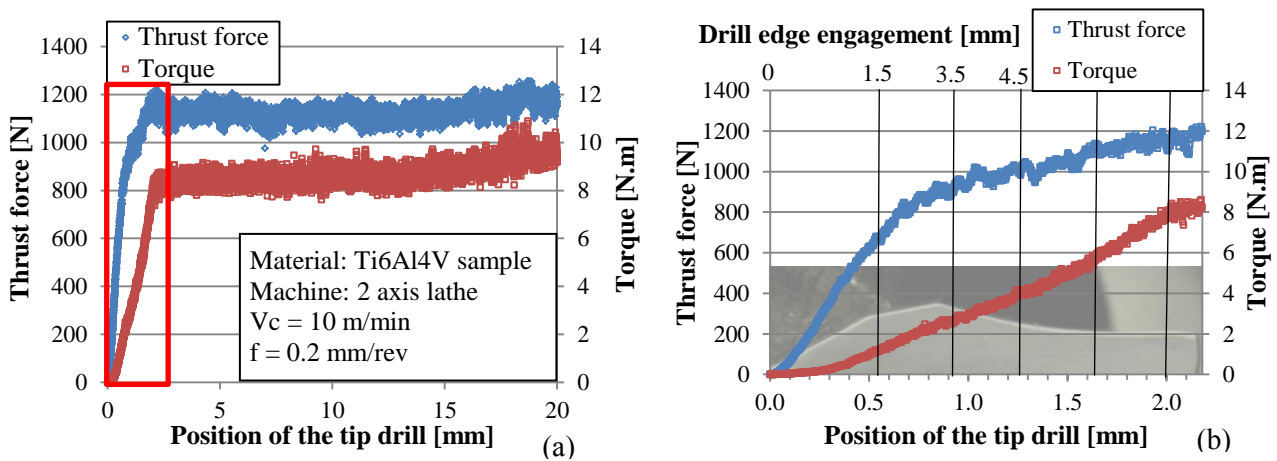 Thrust force
Torque
Thrust force [N]
1400
1200
1000
800
600
400
200
0
14
12
10
8
6
4
2
0
Torque [N.m]
Material: Ti6Al4V sample
Machine: 2 axis lathe
Vc = 10 m/min
f = 0.2 mm/rev
0 5 10 15 20
Position of the tip drill [mm]
(a)
Drill edge engagement [mm]
0 1.5 3.5 4.5
Thrust force
Torque
Thrust force [N]
1400
1200
1000
800
600
400
200
0
14
12
10
8
6
4
2
0
Torque [N.m]
0.0 0.5 1.0 1.5 2.0
Position of the tip drill [mm]
(b)